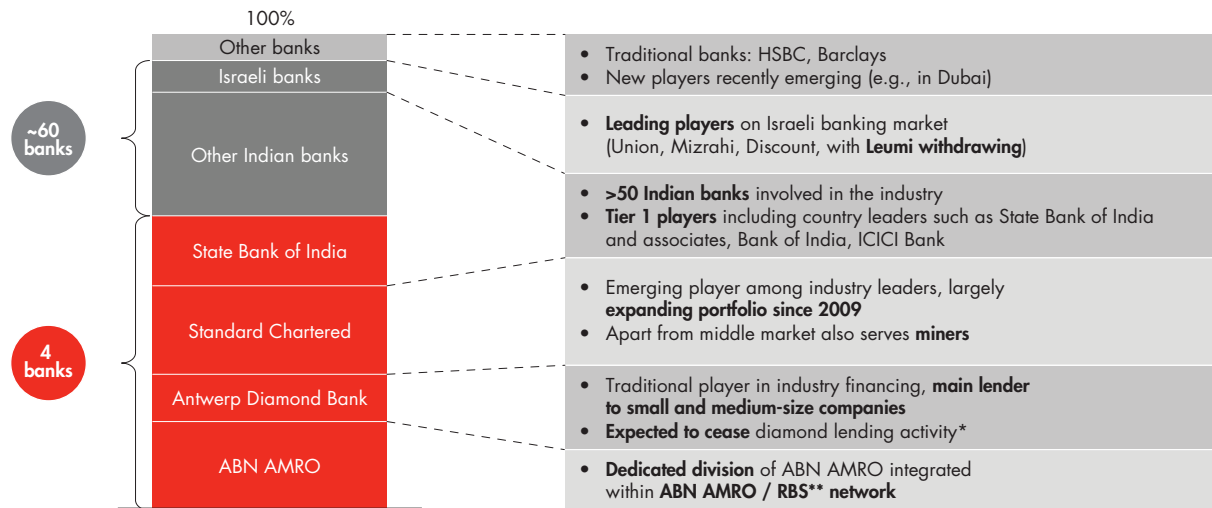 100%
Other banks
Israeli banks
~60
banks
Other Indian banks
State Bank of India
Standard Chartered
4
banks
Antwerp Diamond Bank
ABN AMRO
• Traditional banks: HSBC, Barclays
• New players recently emerging (e.g., in Dubai)
• Leading players on Israeli banking market
(Union, Mizrahi, Discount, with Leumi withdrawing)
• >50 Indian banks involved in the industry
• Tier 1 players including country leaders such as State Bank of India
and associates, Bank of India, ICICI Bank
• Emerging player among industry leaders, largely
expanding portfolio since 2009
• Apart from middle market also serves miners
• Traditional player in industry financing, main lender
to small and medium-size companies
• Expected to cease diamond lending activity*
• Dedicated division of ABN AMRO integrated
within ABN AMRO / RBS** network